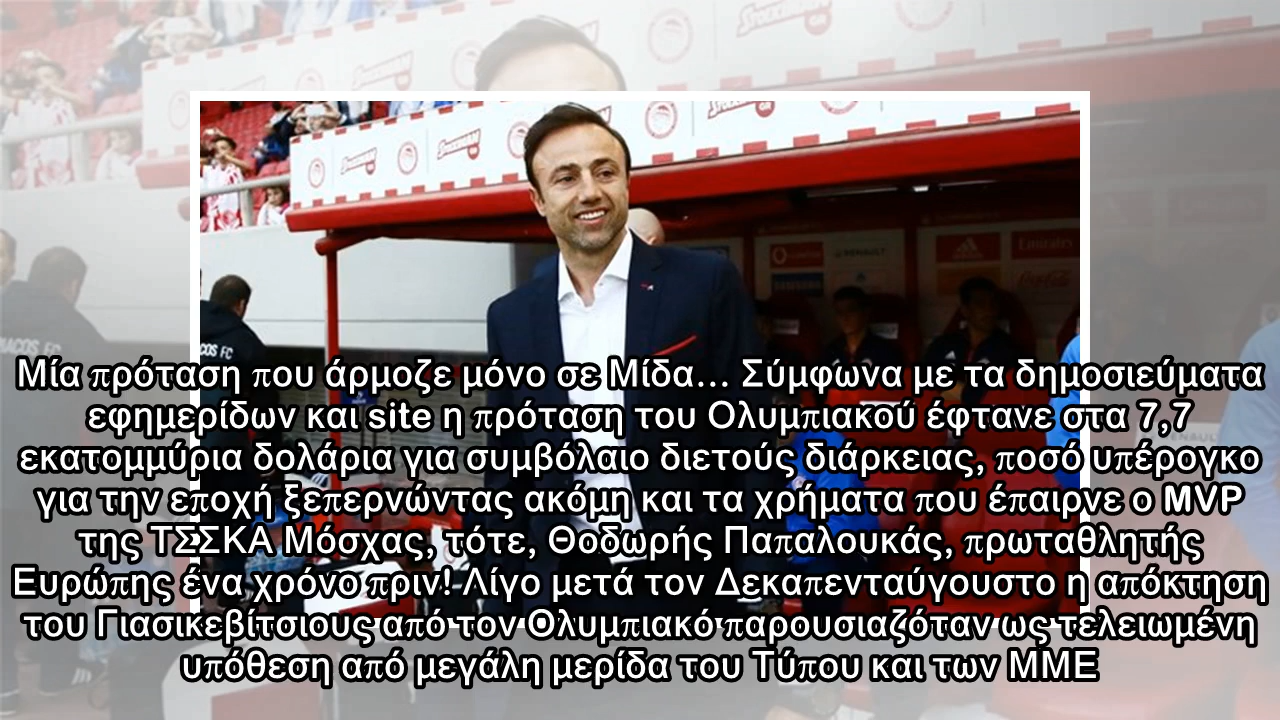 Μία πρόταση που άρμοζε μόνο σε Μίδα... Σύμφωνα με τα δημοσιεύματα
εφημερίδων και site η πρόταση του Ολυμπιακού έφτανε στα 7,7
εκατομμύρια δολάρια για συμβόλαιο διετούς διάρκειας, ποσό υπέρογκο
για την εποχή ξεπερνώντας ακόμη και τα χρήματα που έπαιρνε ο MVP
της ΤΣΣΚΑ Μόσχας, τότε, Θοδωρής Παπαλουκάς, πρωταθλητής
Ευρώπης ένα χρόνο πριν! Λίγο μετά τον Δεκαπενταύγουστο η απόκτηση
του Γιασικεβίτσιους από τον Ολυμπιακό παρουσιαζόταν ως τελειωμένη
υπόθεση από μεγάλη μερίδα του Τύπου και των ΜΜΕ